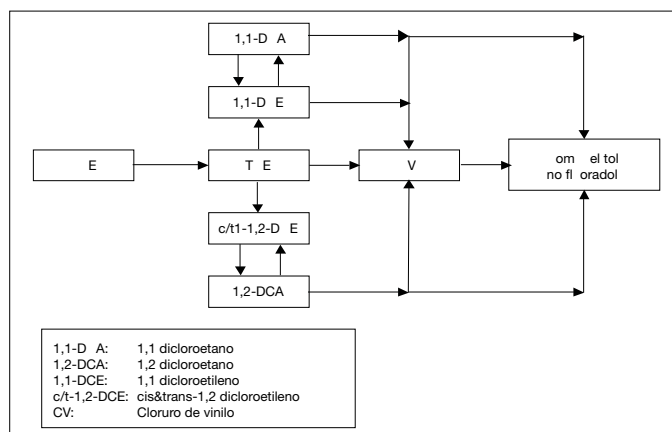 1,1-D A
1,1-D E
E
T E
V
om el tol
no fl oradol
c/t1-1,2-D E
1,2-DCA
1,1-D A: 1,1 dicloroetano
1,2-DCA: 1,2 dicloroetano
1,1-DCE: 1,1 dicloroetileno
c/t-1,2-DCE: cis&trans-1,2 dicloroetileno
CV: Cloruro de vinilo